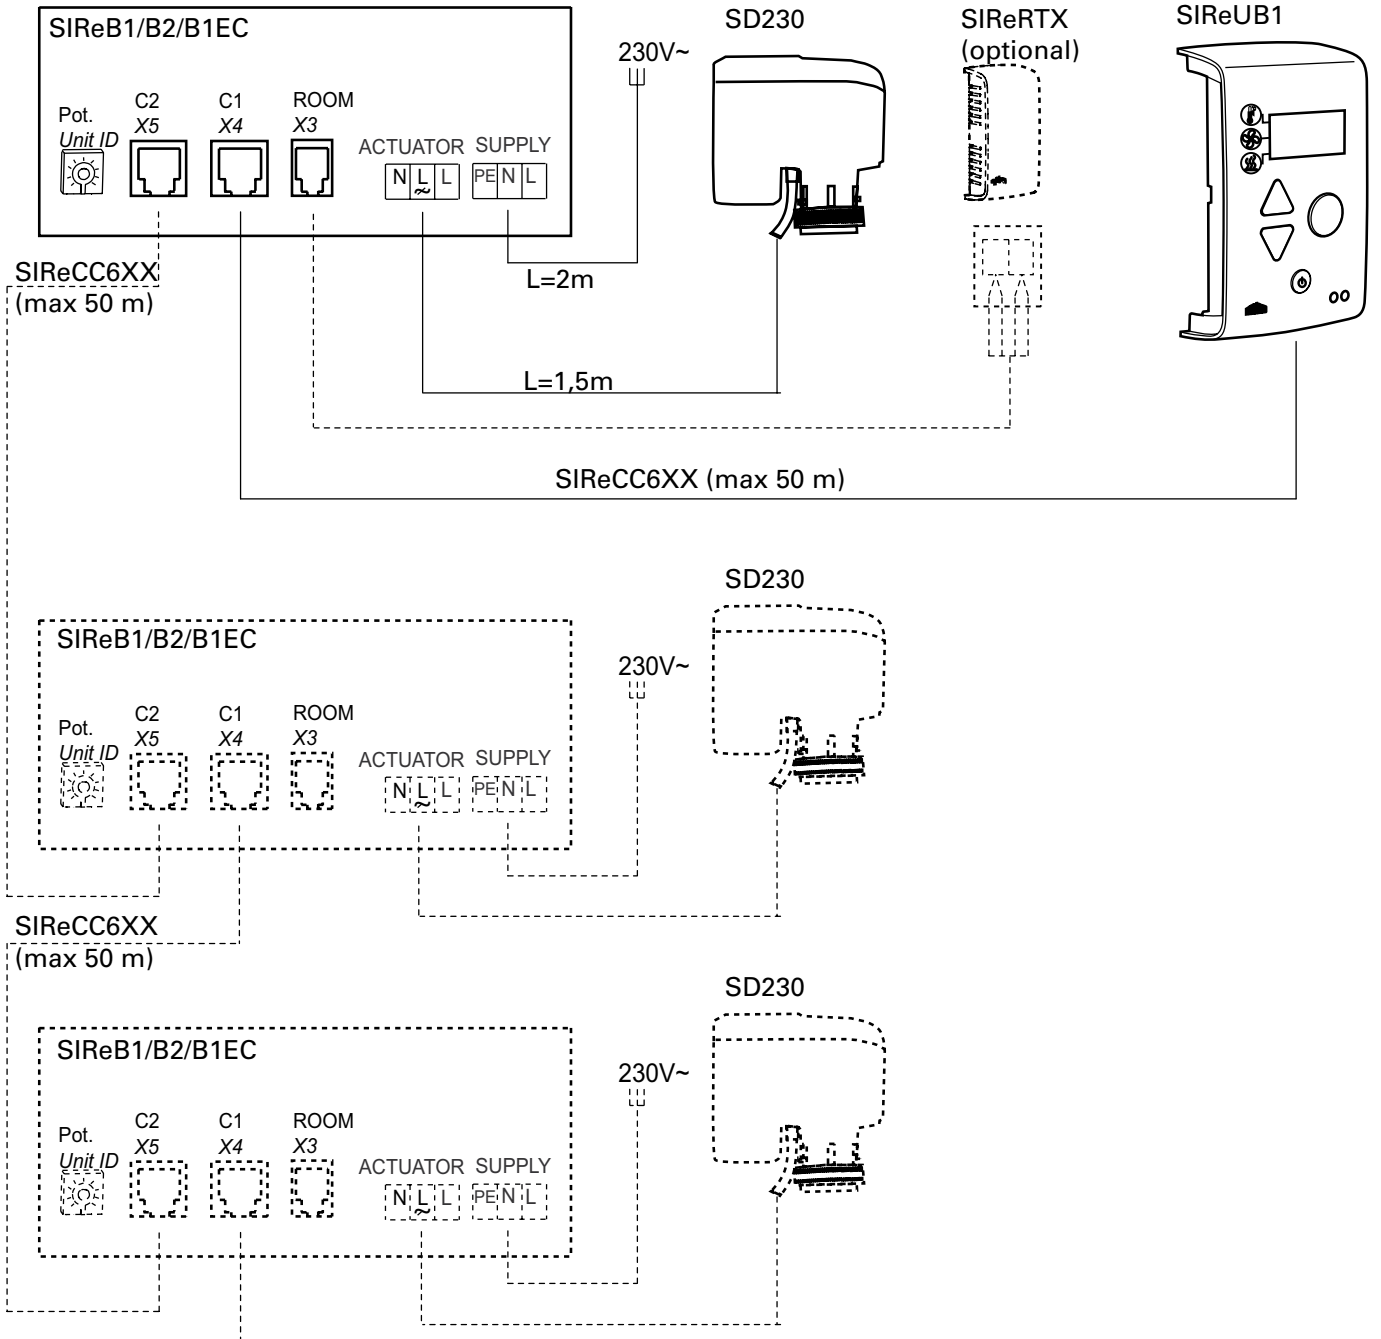 SIReB1/B2/B1EC
SD230
SIReRTX
(optional)
SIReUB1
230V~
Pot.
Unit ID
C2
X5
C1
X4
ROOM
X3
ACTUATOR SUPPLY
N L ~ L PE N L
SIReCC6XX
(max 50 m)
L=2m
L=1,5m
SIReCC6XX (max 50 m)
SD230
SIReB1/B2/B1EC
230V~
Pot.
Unit ID
C2
X5
C1
X4
ROOM
X3
ACTUATOR SUPPLY
N L ~ L PE N L
SIReCC6XX
(max 50 m)
SD230
SIReB1/B2/B1EC
230V~
Pot.
Unit ID
C2
X5
C1
X4
ROOM
X3
ACTUATOR SUPPLY
N L ~ L PE N L